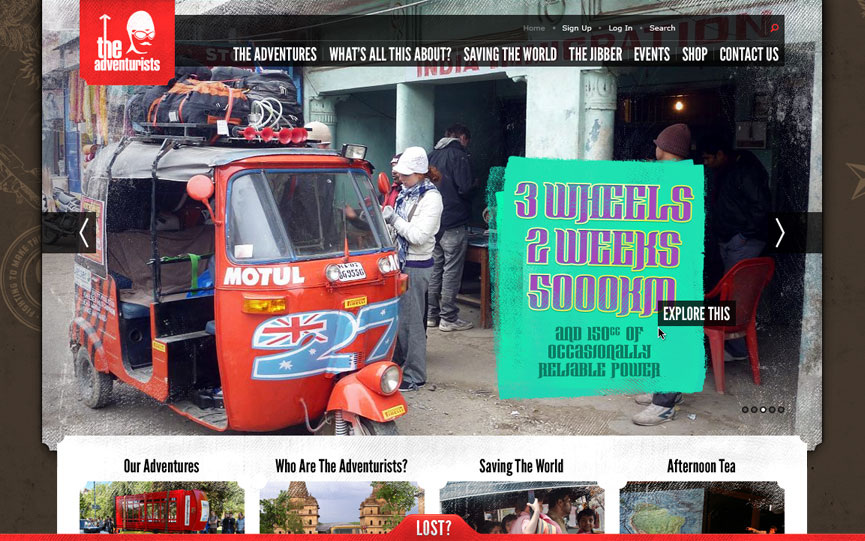 the
adventurists
Home
Sign Up
Log In
Search
THE ADVENTURES
WHAT'S ALL THIS ABOUT?
SAVING THE WORLD
THE JIBBER
EVENTS
SHOP
CONTACT US
INDIA
MOTUL
27
3 WHEELS
2 WEEKS
5000KM
EXPLORE THIS
AND 150CC OF
OCCASIONALLY
RELIABLE POWER
Our Adventures
Who Are The Adventurists?
Saving The World
Afternoon Tea
LOST?